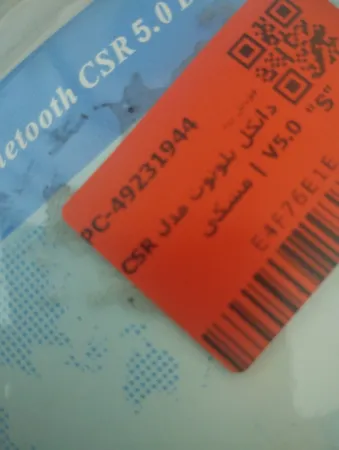 etooth CSR 5.0
PC-49231944
دانگل بلوتوث مدل CSR
V5.0 "S" | مشکی
E4F76E1E